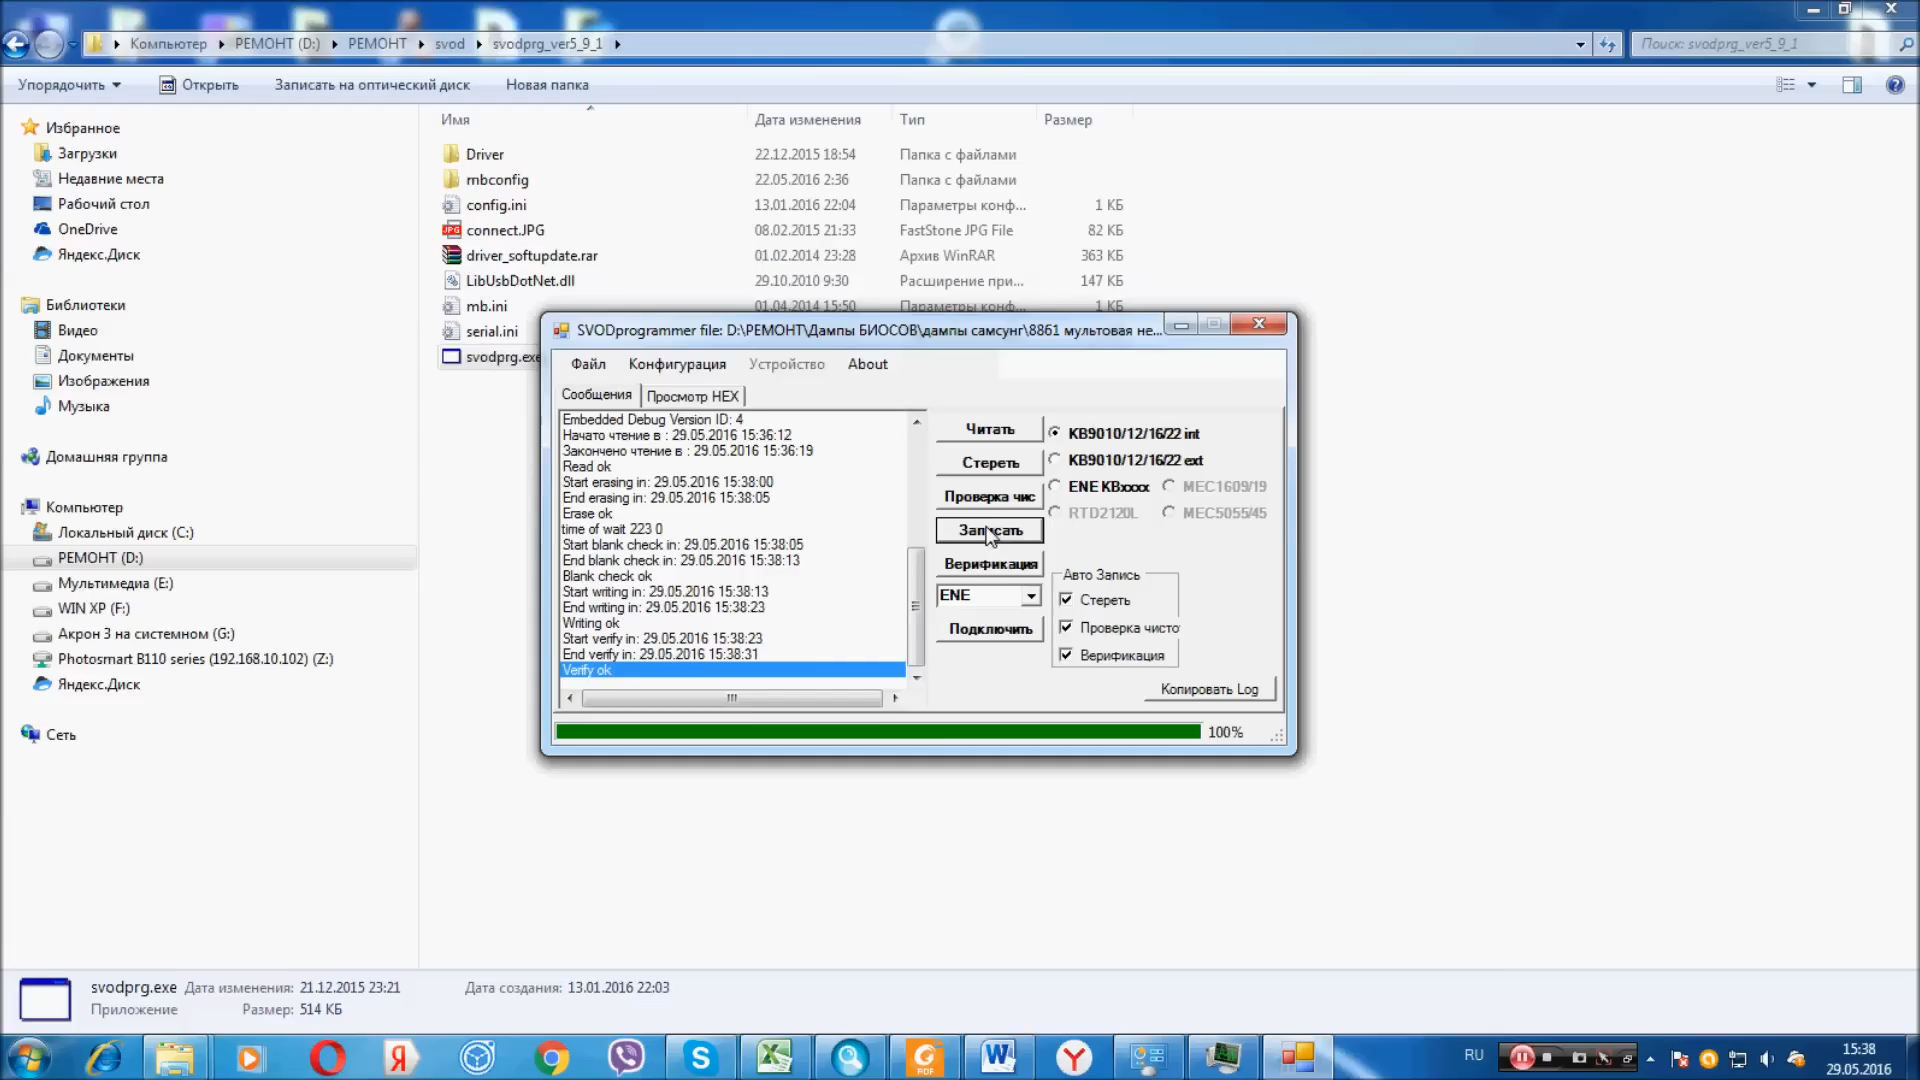 Компьютер
РЕМОНТ (D:)
РЕМОНТ
svod
svodprg_ver5_9_1
Поиск: svodprg_ver5_9_1
Упорядочить
Открыть
Записать на оптический диск
Новая папка
Избранное
Загрузки
Недавние места
Рабочий стол
OneDrive
Яндекс.Диск
Библиотеки
Видео
Документы
Изображения
Музыка
Домашняя группа
Компьютер
Локальный диск (C:)
РЕМОНТ (D:)
Мультимедиа (E:)
WIN XP (F:)
Акрон 3 на системном (G:)
Photosmart B110 series (192.168.10.102) (Z:)
Яндекс.Диск
Сеть
Имя Дата изменения Тип Размер
Driver 22.12.2015 18:54 Папка с файлами
mbconfig 22.05.2016 2:36 Папка с файлами
config.ini 13.01.2016 22:04 Параметры конф... 1 КБ
connect.JPG 08.02.2015 21:33 FastStone JPG File 82 КБ
driver_softupdate.rar 01.02.2014 23:28 Архив WinRAR 363 КБ
LibUsbDotNet.dll 29.10.2010 9:30 Расширение при... 147 КБ
mb.ini 01.04.2014 15:50 Параметры конф... 1 КБ
serial.ini
svodprg.exe
SVODprogrammer file: D:\РЕМОНТ\Дампы БИОСОВ\дампы самсунг\8861 мультовая не...
Файл Конфигурация Устройство About
Сообщения Просмотр HEX
Embedded Debug Version ID: 4
Начато чтение в : 29.05.2016 15:36:12
Закончено чтение в : 29.05.2016 15:36:19
Read ok
Start erasing in: 29.05.2016 15:38:00
End erasing in: 29.05.2016 15:38:05
Erase ok
time of wait 223 0
Start blank check in: 29.05.2016 15:38:05
End blank check in: 29.05.2016 15:38:13
Blank check ok
Start writing in: 29.05.2016 15:38:13
End writing in: 29.05.2016 15:38:23
Writing ok
Start verify in: 29.05.2016 15:38:23
End verify in: 29.05.2016 15:38:31
Verify ok
Читать
Стереть
Проверка чис
Записать
Верификация
ENE
Подключить
KB9010/12/16/22 int
KB9010/12/16/22 ext
ENE KBxxxx MEC1609/19
RTD2120L MEC5055/45
Авто Запись
Стереть
Проверка чисто
Верификация
Копировать Log
100%
svodprg.exe Дата изменения: 21.12.2015 23:21 Дата создания: 13.01.2016 22:03
Приложение Размер: 514 КБ
PDF
RU
15:38
29.05.2016